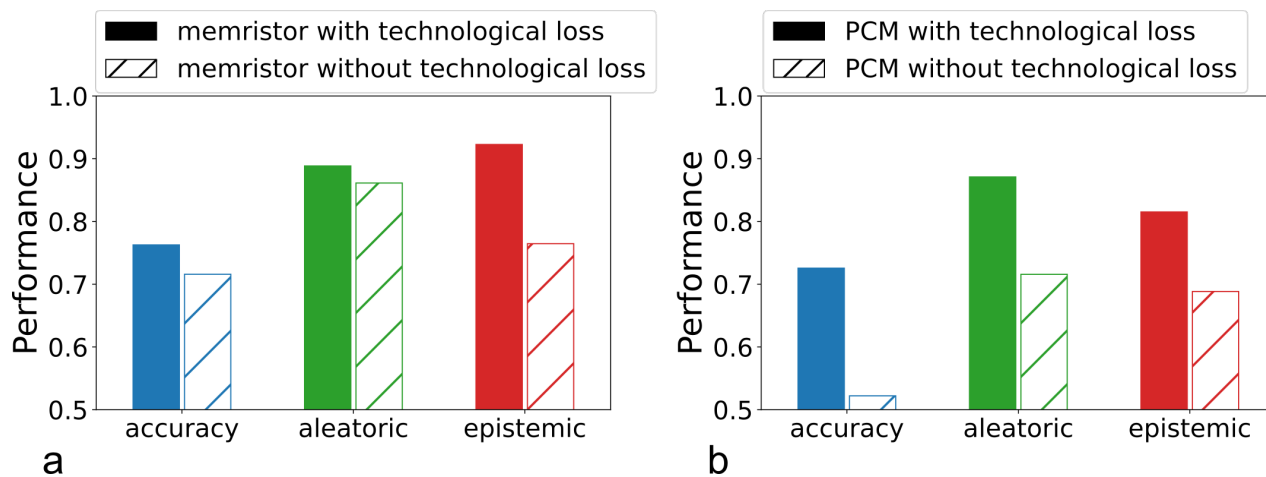 memristor with technological loss
memristor without technological loss
1.0
0.9
0.8
0.7
0.6
0.5
Performance
accuracy
aleatoric
epistemic
a
PCM with technological loss
PCM without technological loss
1.0
0.9
0.8
0.7
0.6
0.5
Performance
accuracy
aleatoric
epistemic
b